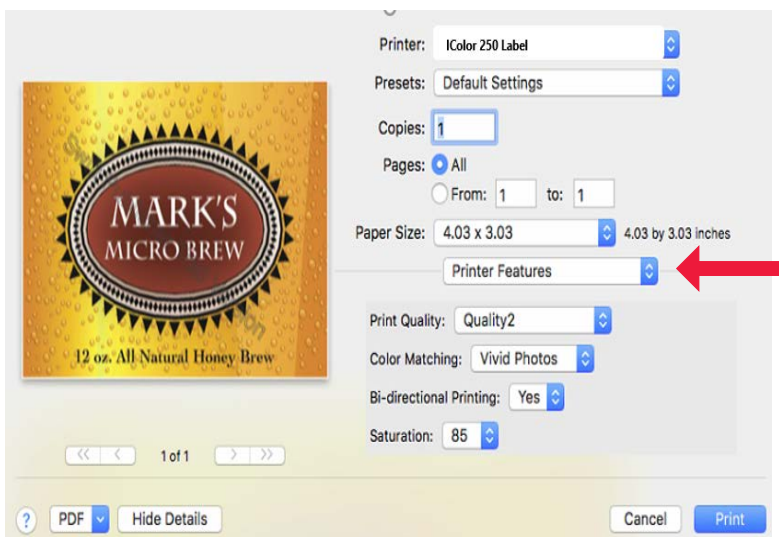 Printer: IColor 250 Label
Presets: Default Settings
Copies: 1
Pages: All
From: 1 to: 1
Paper Size: 4.03 x 3.03 4.03 by 3.03 inches
Printer Features
Print Quality: Quality2
Color Matching: Vivid Photos
Bi-directional Printing: Yes
Saturation: 85
MARK'S
MICRO BREW
12 oz. All Natural Honey Brew
<< < 1 of 1 > >>
? PDF Hide Details Cancel Print